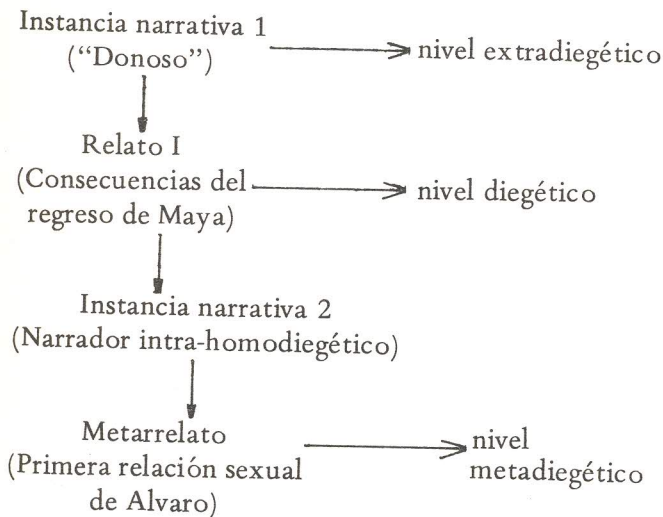 Instancia narrativa 1
("Donoso")
nivel extradiegético
Relato I
(Consecuencias del
regreso de Maya)
nivel diegético
Instancia narrativa 2
(Narrador intra-homodiegético)
Metarrelato
(Primera relación sexual
de Alvaro)
nivel
metadiegético